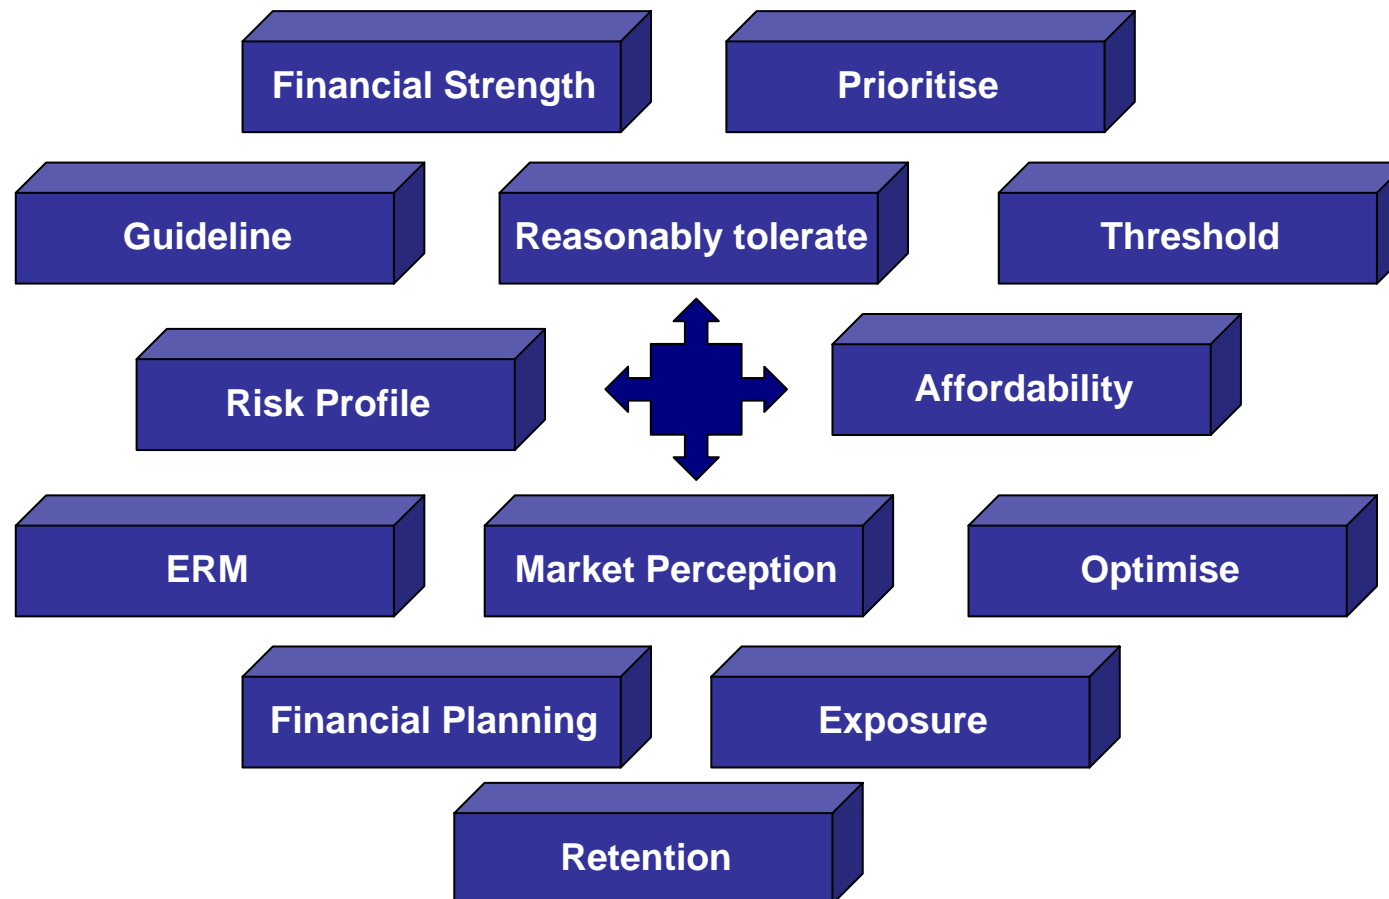 Financial Strength
Prioritise
Guideline
Reasonably tolerate
Threshold
Risk Profile
Affordability
ERM
Market Perception
Optimise
Financial Planning
Exposure
Retention